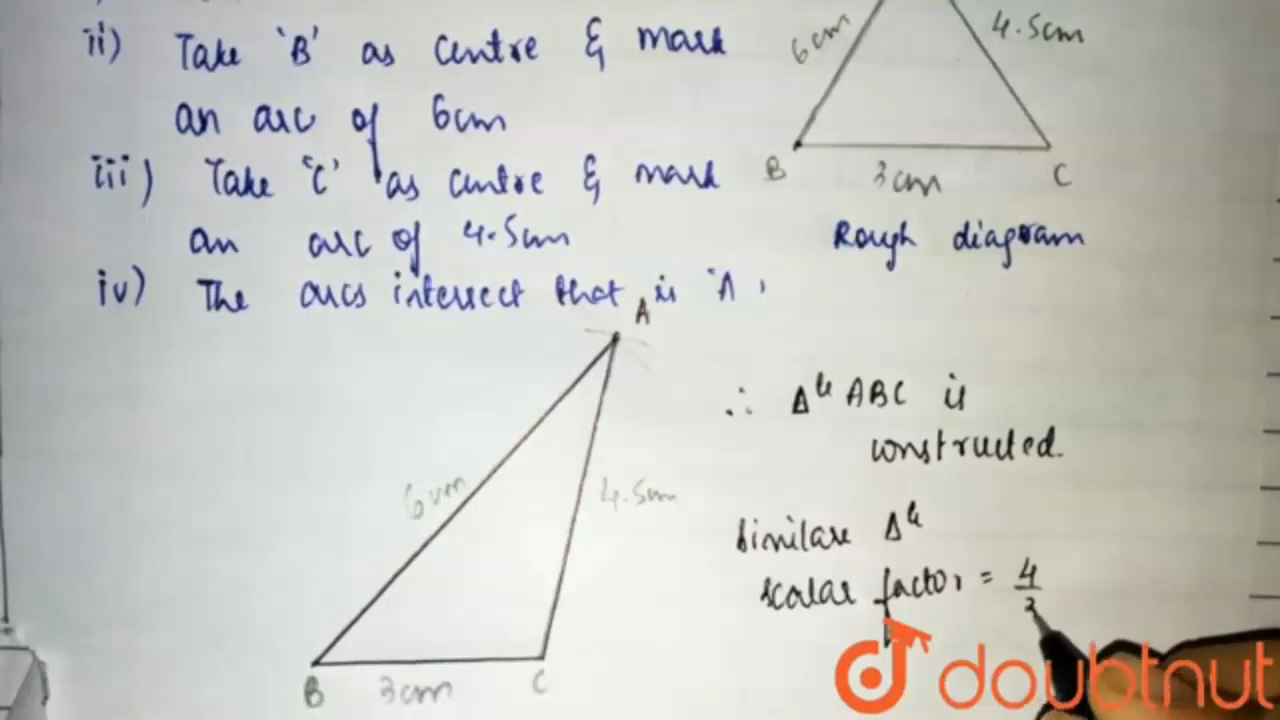 ii) Take 'B' as centre & mark
an arc of 6cm
iii) Take 'C' as centre & mark
an arc of 4.5cm
iv) The arcs intersect that is 'A'
6cm
4.5cm
B
3cm
C
Rough diagram
A
6cm
4.5cm
B
3cm
C
∴ Δle ABC is
constructed.
Similar Δle
scalar factor = 4/3
doubtnut